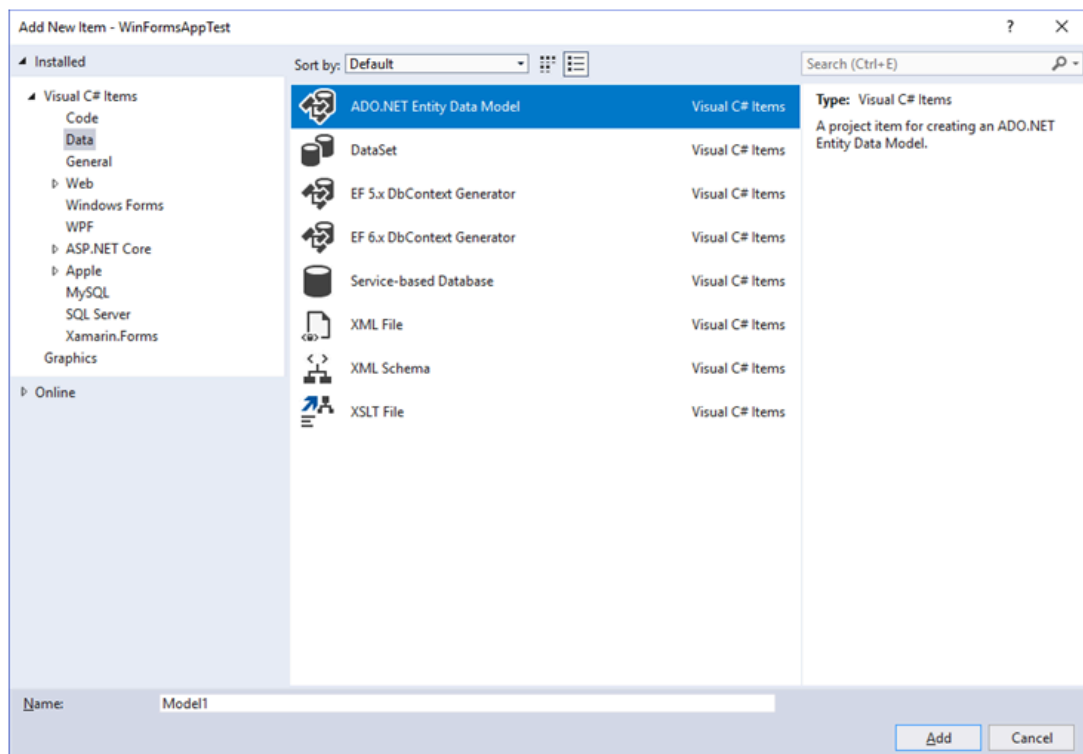 Add New Item - WinFormsAppTest
?
Installed
Sort by: Default
Search (Ctrl+E)
Visual C# Items
Code
Data
General
Web
Windows Forms
WPF
ASP.NET Core
Apple
MySQL
SQL Server
Xamarin.Forms
Graphics
Online
ADO.NET Entity Data Model Visual C# Items
DataSet Visual C# Items
EF 5.x DbContext Generator Visual C# Items
EF 6.x DbContext Generator Visual C# Items
Service-based Database Visual C# Items
XML File Visual C# Items
XML Schema Visual C# Items
XSLT File Visual C# Items
Type: Visual C# Items
A project item for creating an ADO.NET
Entity Data Model.
Name: Model1
Add Cancel